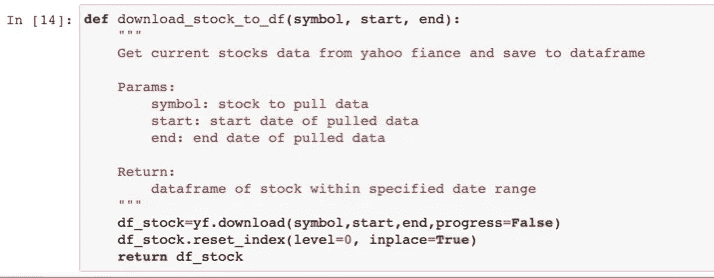 In [14]: def download_stock_to_df(symbol, start, end):
"""
Get current stocks data from yahoo fiance and save to dataframe
Params:
symbol: stock to pull data
start: start date of pulled data
end: end date of pulled data
Return:
dataframe of stock within specified date range
"""
df_stock=yf.download(symbol,start,end,progress=False)
df_stock.reset_index(level=0, inplace=True)
return df_stock